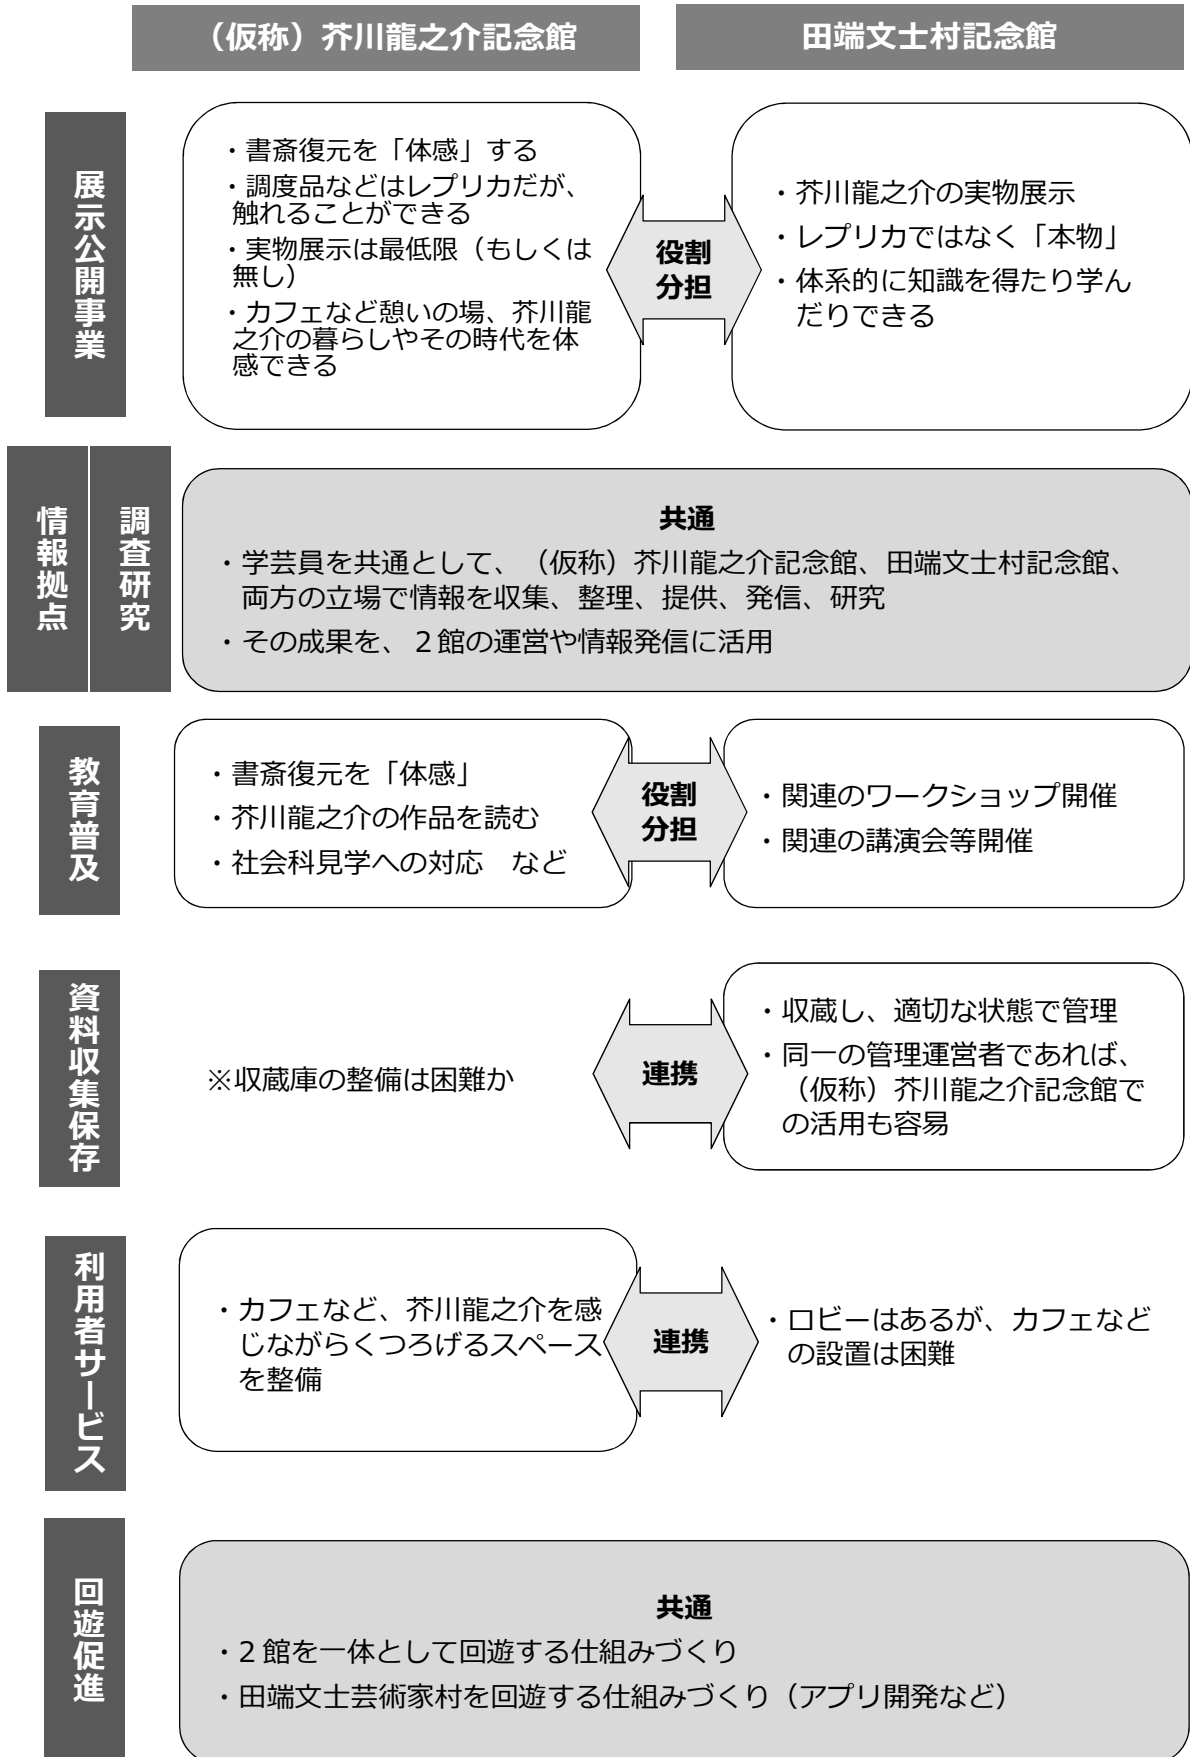 （仮称）芥川龍之介記念館
田端文士村記念館
展示公開事業
・書斎復元を「体感」する
・調度品などはレプリカだが、
触れることができる
・実物展示は最低限（もしくは
無し）
・カフェなど憩いの場、芥川龍
之介の暮らしやその時代を体
感できる
役割
分担
・芥川龍之介の実物展示
・レプリカではなく「本物」
・体系的に知識を得たり学ん
だりできる
情報拠点
調査研究
共通
・学芸員を共通として、（仮称）芥川龍之介記念館、田端文士村記念館、
両方の立場で情報を収集、整理、提供、発信、研究
・その成果を、２館の運営や情報発信に活用
教育普及
・書斎復元を「体感」
・芥川龍之介の作品を読む
・社会科見学への対応　など
役割
分担
・関連のワークショップ開催
・関連の講演会等開催
資料収集保存
※収蔵庫の整備は困難か
連携
・収蔵し、適切な状態で管理
・同一の管理運営者であれば、
（仮称）芥川龍之介記念館で
の活用も容易
利用者サービス
・カフェなど、芥川龍之介を感
じながらくつろげるスペース
を整備
連携
・ロビーはあるが、カフェなど
の設置は困難
回遊促進
共通
・２館を一体として回遊する仕組みづくり
・田端文士芸術家村を回遊する仕組みづくり（アプリ開発など）